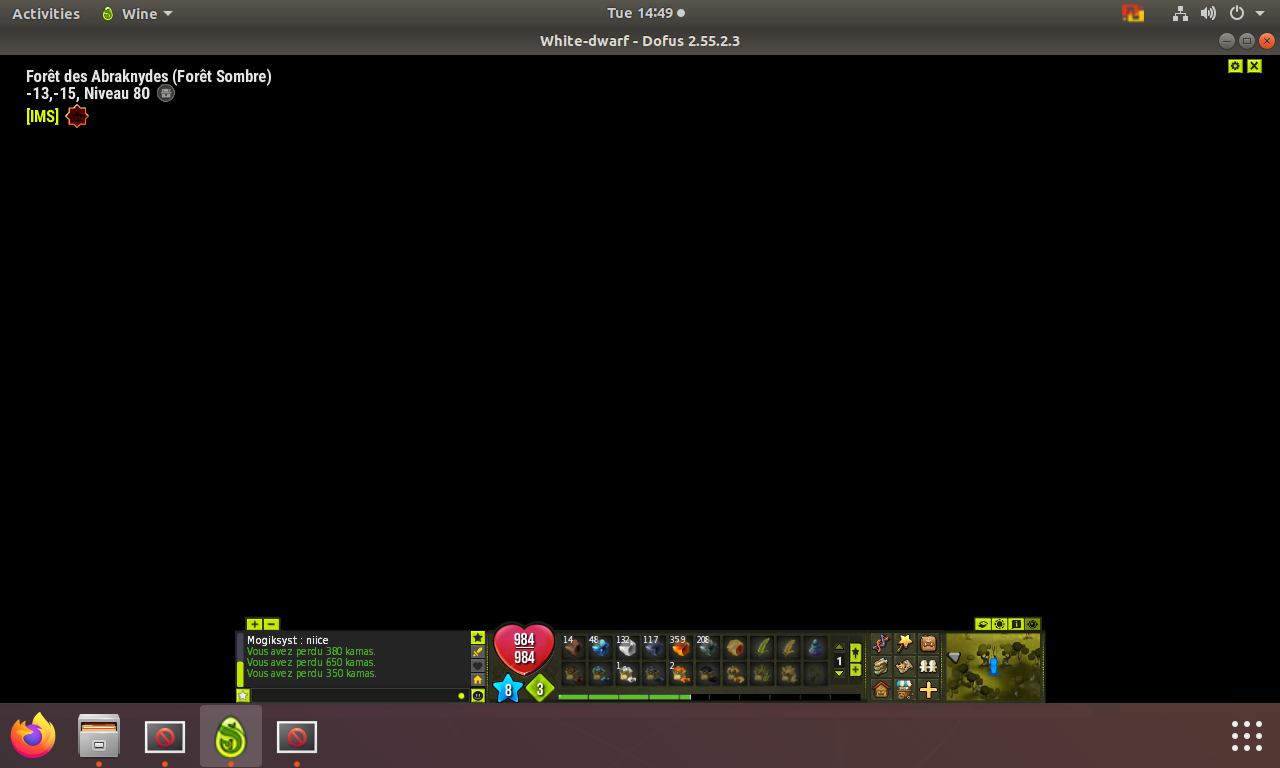 Activities Wine Tue 14:49
White-dwarf - Dofus 2.55.2.3
Forêt des Abraknydes (Forêt Sombre)
-13,-15, Niveau 80
[IMS]
Mogiksyst : niice
Vous avez perdu 380 kamas.
Vous avez perdu 650 kamas.
Vous avez perdu 350 kamas.
984
984
8 3
14 48 132 117 359 208
1 2
1